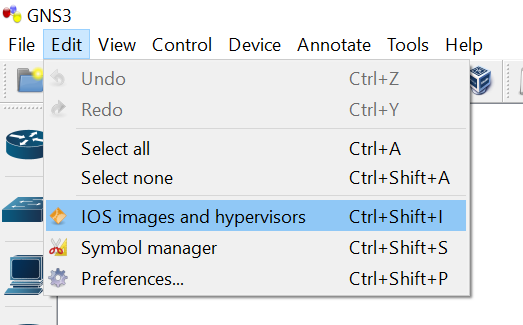 GNS3
File Edit View Control Device Annotate Tools Help
Undo Ctrl+Z
Redo Ctrl+Y
Select all Ctrl+A
Select none Ctrl+Shift+A
IOS images and hypervisors Ctrl+Shift+I
Symbol manager Ctrl+Shift+S
Preferences... Ctrl+Shift+P